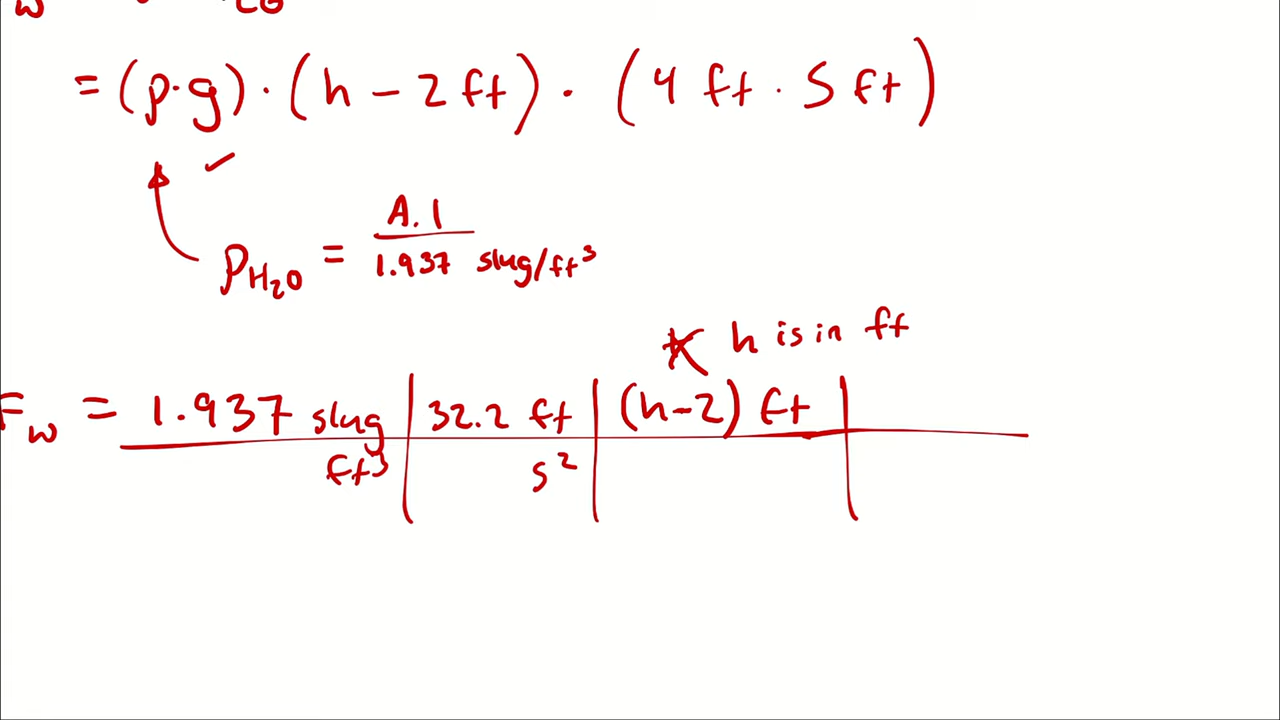 = (ρ·g) · (h - 2 ft) · (4 ft · 5 ft)
ρH₂O = A.1
1.937 slug/ft³
* h is in ft
Fw = 1.937 slug | 32.2 ft | (h-2) ft |
ft³ | s² | |